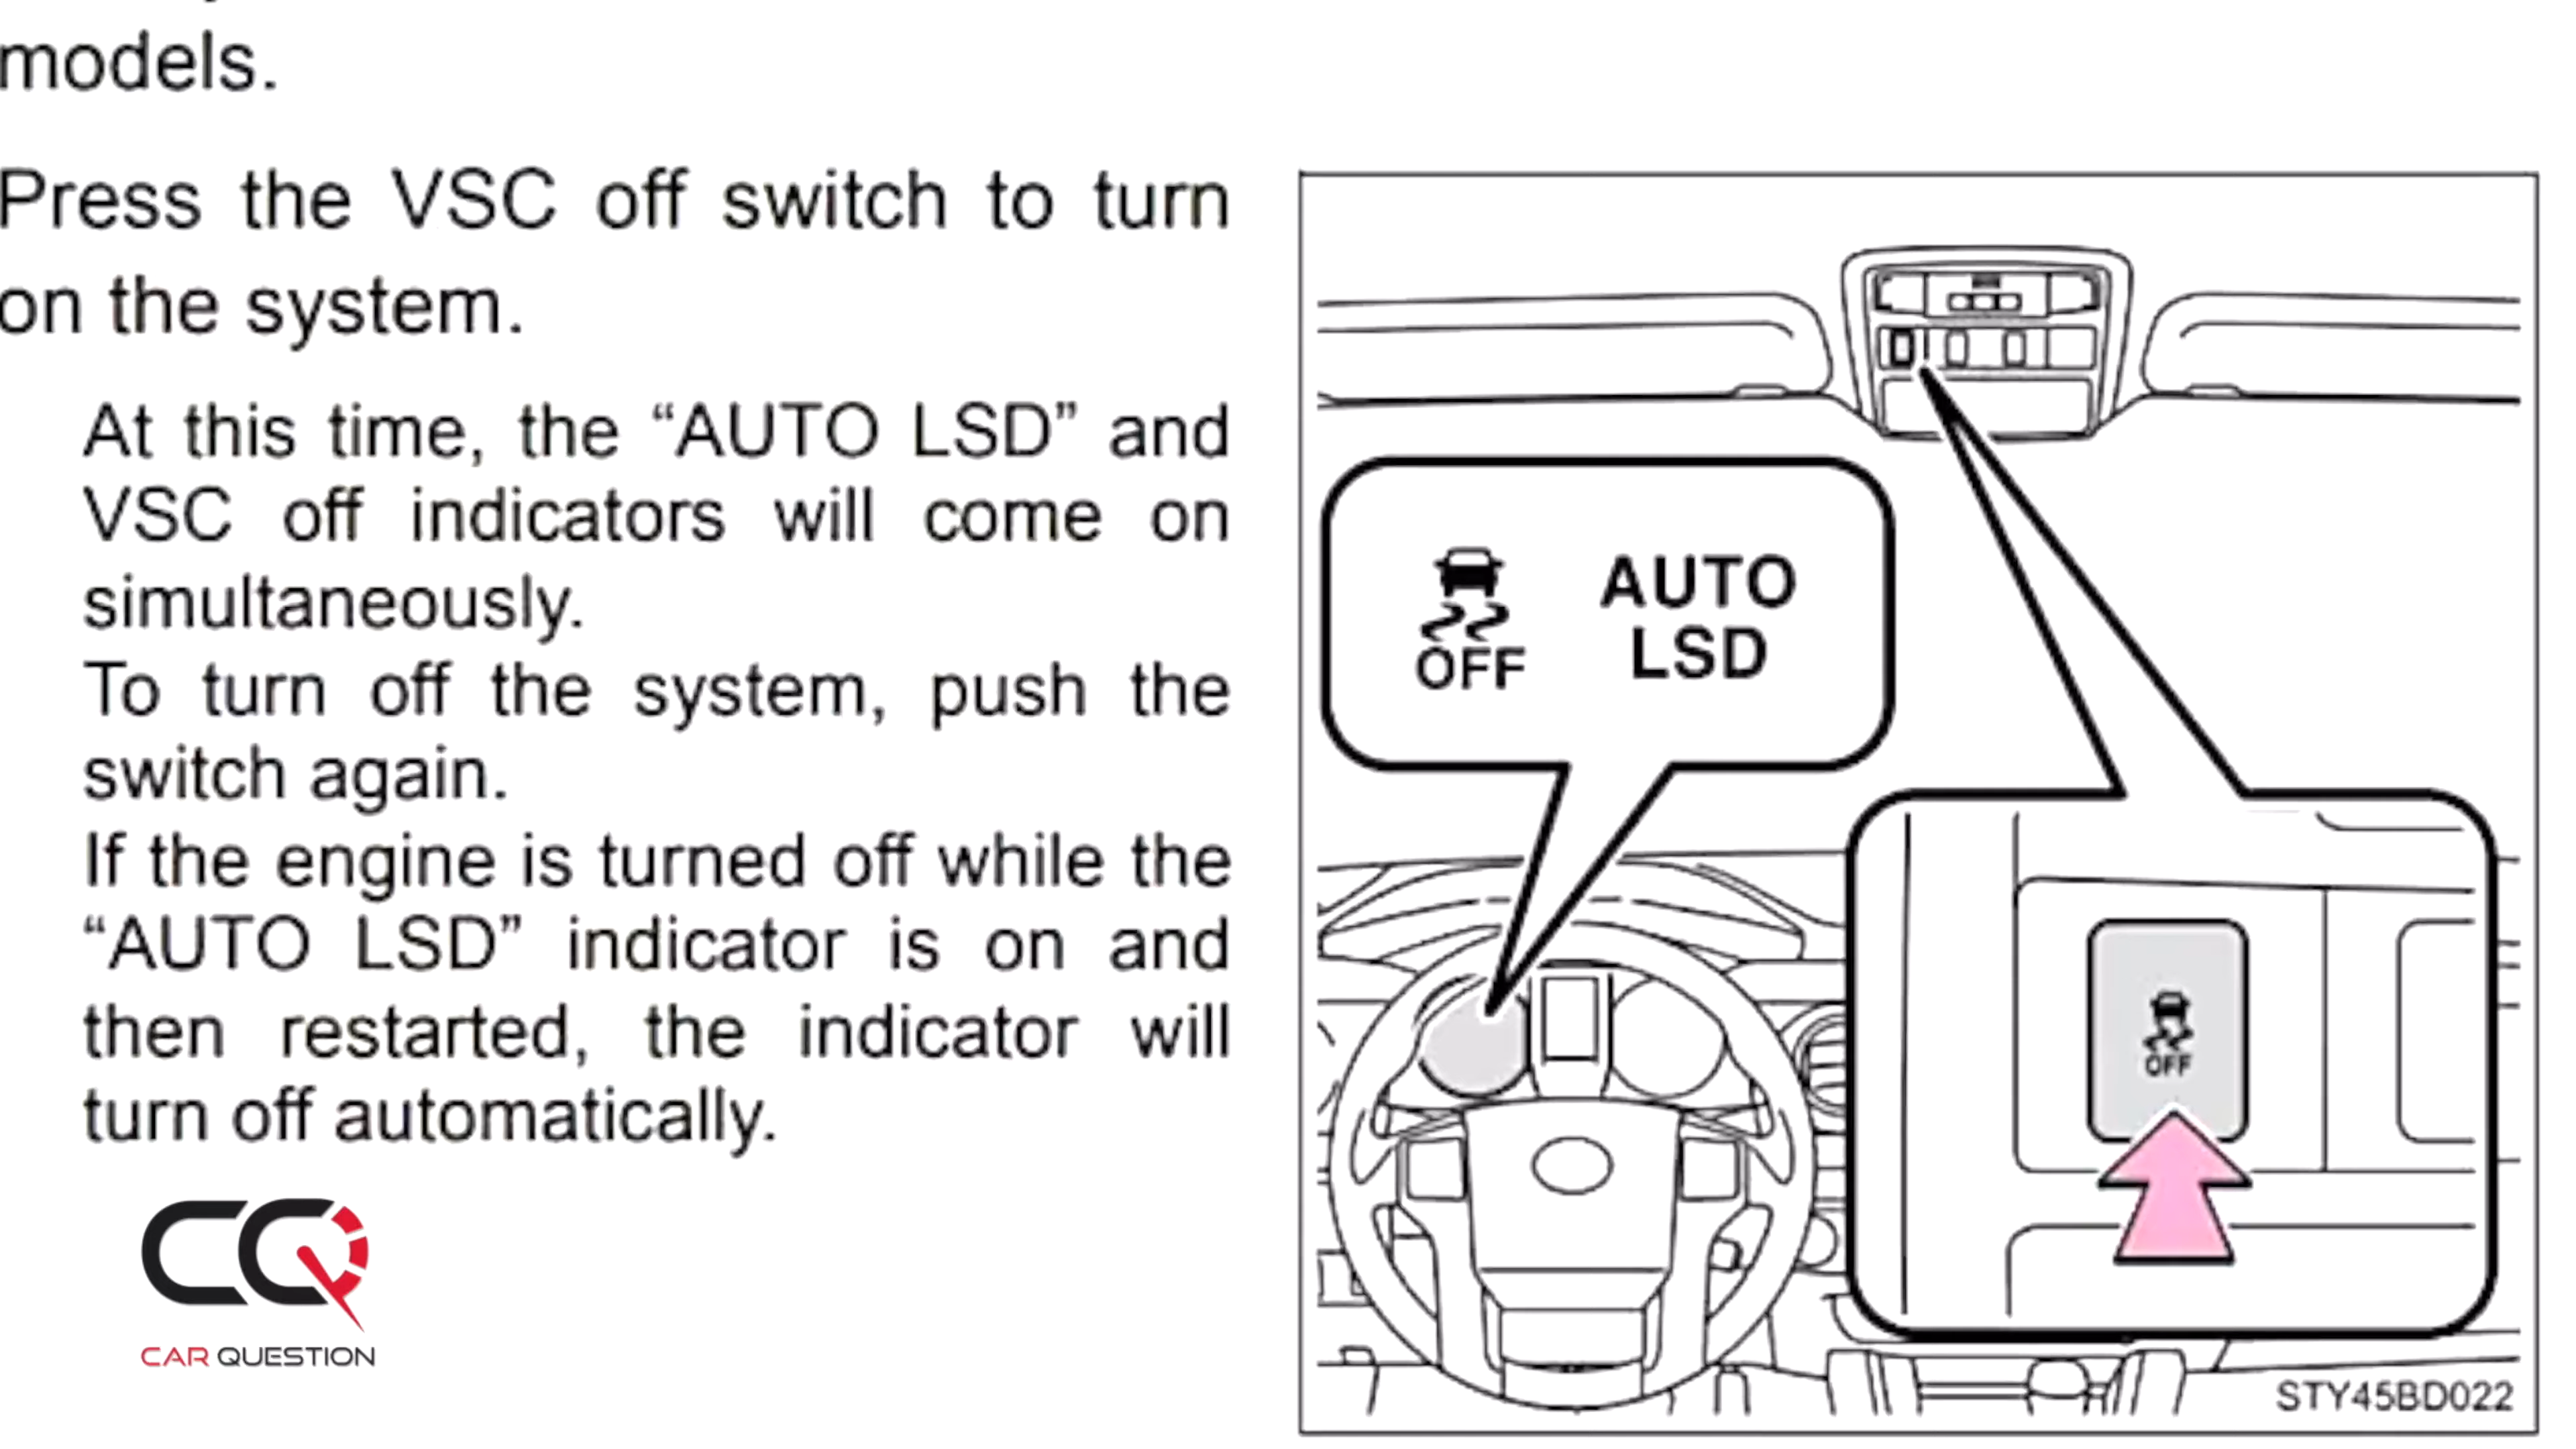 models.
Press the VSC off switch to turn
on the system.
At this time, the “AUTO LSD” and
VSC off indicators will come on
simultaneously.
To turn off the system, push the
switch again.
If the engine is turned off while the
“AUTO LSD” indicator is on and
then restarted, the indicator will
turn off automatically.
CQ
CAR QUESTION
OFF
AUTO
LSD
OFF
STY45BD022